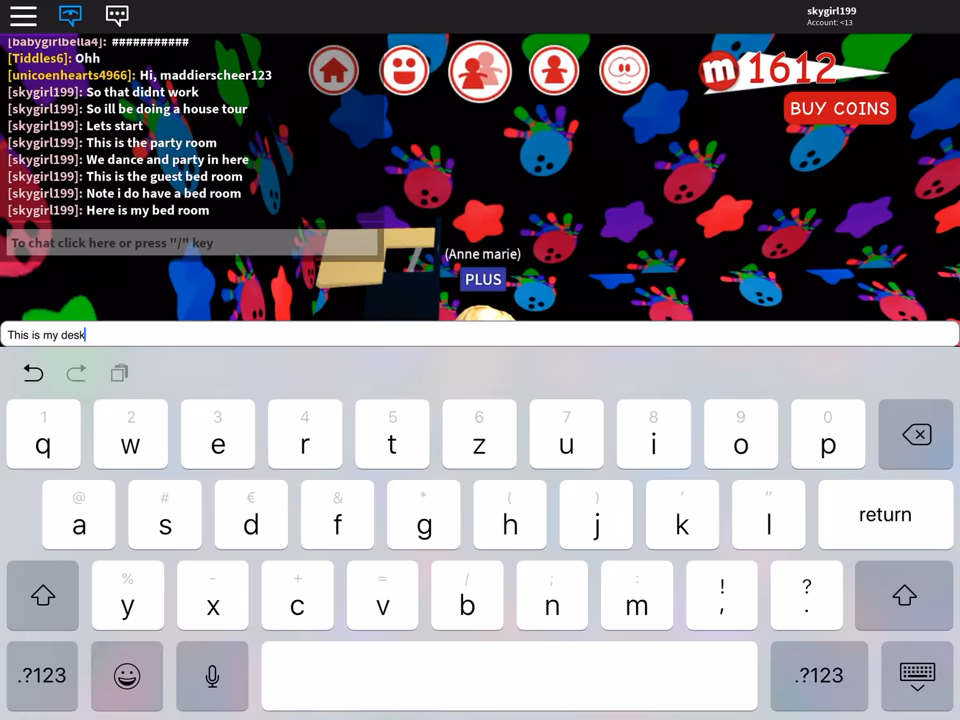 skygirl199
Account: <13
[babygirlbella4]: ###########
[Tiddles6]: Ohh
[unicoenhearts4966]: Hi, maddierscheer123
[skygirl199]: So that didnt work
[skygirl199]: So ill be doing a house tour
[skygirl199]: Lets start
[skygirl199]: This is the party room
[skygirl199]: We dance and party in here
[skygirl199]: This is the guest bed room
[skygirl199]: Note i do have a bed room
[skygirl199]: Here is my bed room
To chat click here or press "/" key
m 1612
BUY COINS
(Anne marie)
PLUS
This is my desk
1 2 3 4 5 6 7 8 9 0
q w e r t z u i o p
@ # € & * ( ) ' "
a s d f g h j k l return
% - + = / ; : ! ?
y x c v b n m , .
.?123 .?123